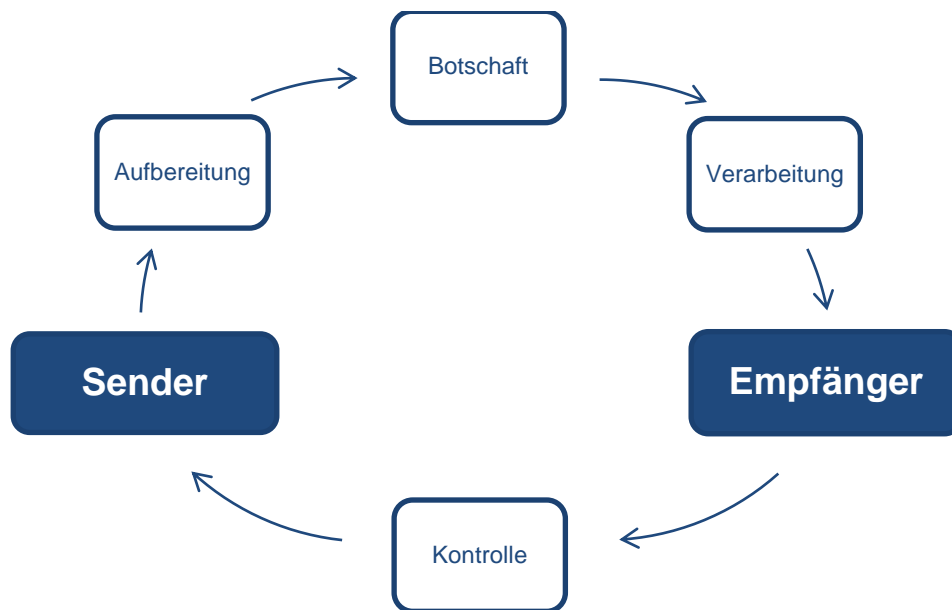 Botschaft
Aufbereitung
Verarbeitung
Sender
Empfänger
Kontrolle